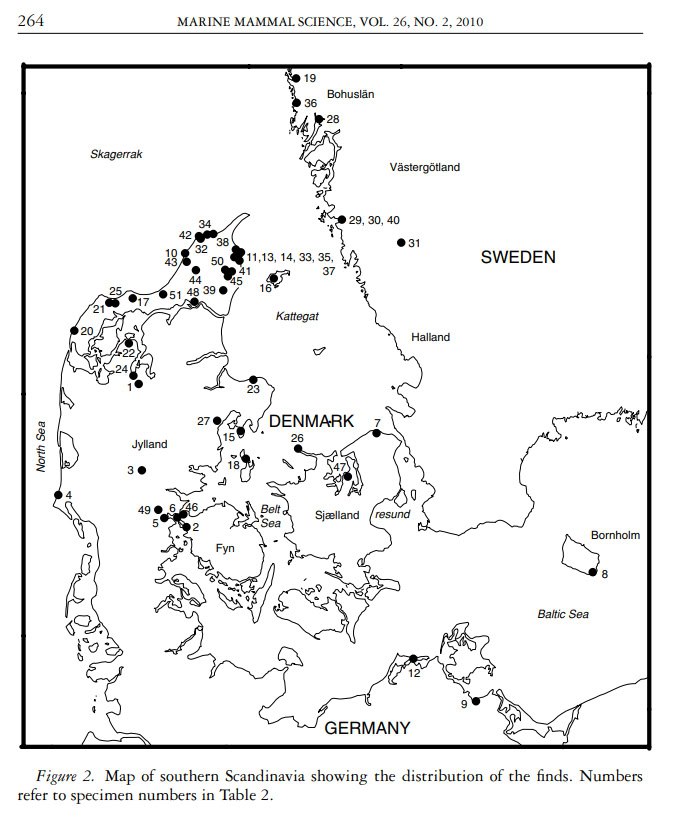 264
MARINE MAMMAL SCIENCE, VOL. 26, NO. 2, 2010
19
Bohuslän
36
28
Skagerrak
Västergötland
34
42
32
38
29, 30, 40
31
10
43
50
11,13, 14, 33, 35,
37
SWEDEN
44
41
45
16
25
17
51
48
39
21
Kattegat
20
22
Halland
24
1
23
North Sea
27
DENMARK
7
15
26
Jylland
18
47
3
4
49
6
46
5
2
Belt
Sea
Sjælland
resund
Fyn
Bornholm
8
Baltic Sea
12
9
GERMANY
Figure 2. Map of southern Scandinavia showing the distribution of the finds. Numbers
refer to specimen numbers in Table 2.